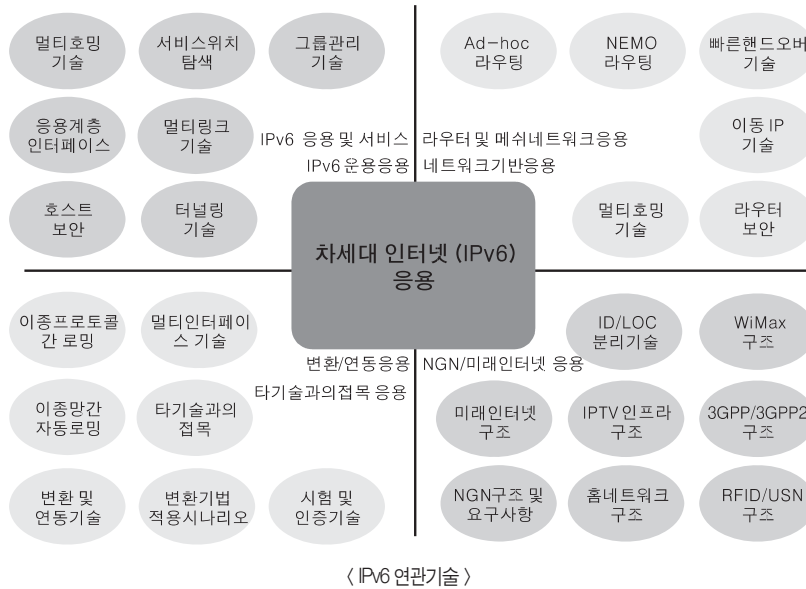 멀티호밍
기술
서비스위치
탐색
그룹관리
기술
응용계층
인터페이스
멀티링크
기술
호스트
보안
터널링
기술
IPv6 응용 및 서비스
IPv6 운용응용
Ad-hoc
라우팅
NEMO
라우팅
빠른핸드오버
기술
이동 IP
기술
멀티호밍
기술
라우터
보안
라우터 및 메쉬네트워크응용
네트워크기반응용
차세대 인터넷 (IPv6)
응용
이종프로토콜
간 로밍
멀티인터페이
스 기술
이종망간
자동로밍
타기술과의
접목
변환 및
연동기술
변환기법
적용시나리오
시험 및
인증기술
변환/연동응용
타기술과의접목 응용
NGN/미래인터넷 응용
ID/LOC
분리기술
WiMax
구조
미래인터넷
구조
IPTV 인프라
구조
3GPP/3GPP2
구조
NGN구조 및
요구사항
홈네트워크
구조
RFID/USN
구조
〈 IPv6 연관기술 〉